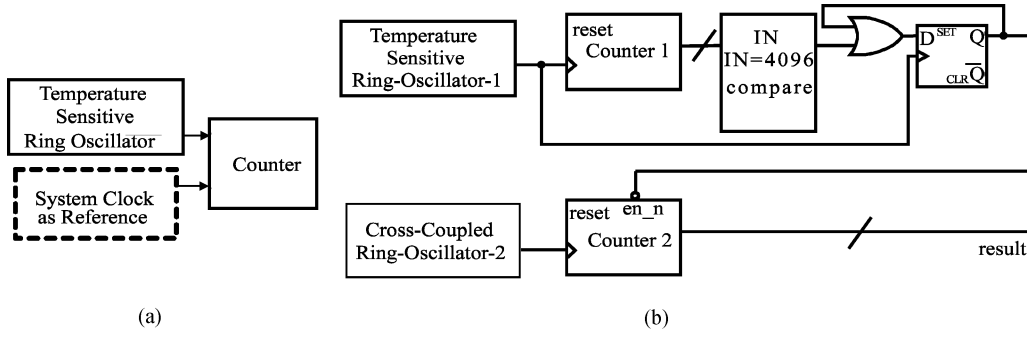 Temperature
Sensitive
Ring Oscillator
System Clock
as Reference
Counter
(a)
Temperature
Sensitive
Ring-Oscillator-1
reset
Counter 1
IN
IN=4096
compare
D SET Q
CLR Q
Cross-Coupled
Ring-Oscillator-2
reset en_n
Counter 2
result
(b)